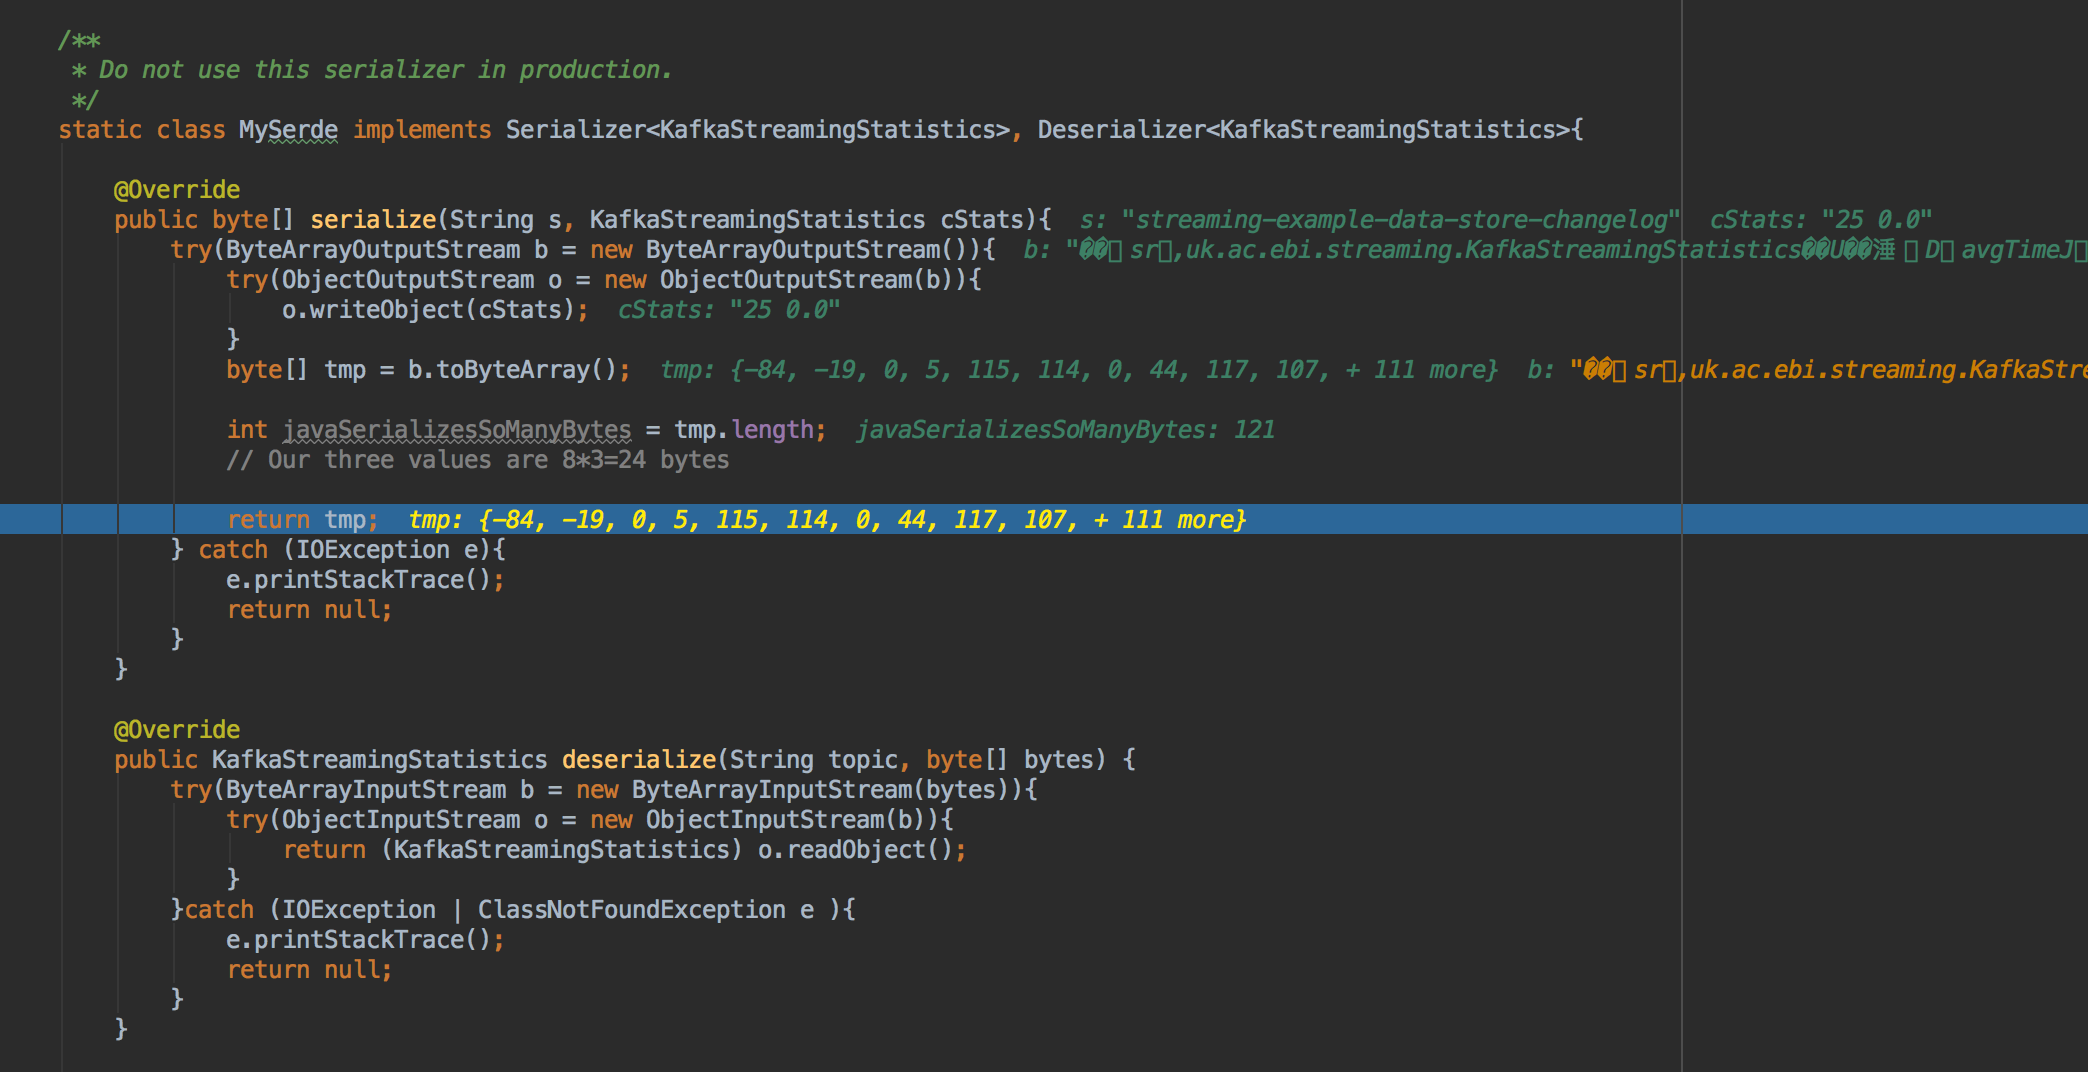 /**
* Do not use this serializer in production.
*/
static class MySerde implements Serializer<KafkaStreamingStatistics>, Deserializer<KafkaStreamingStatistics>{
@Override
public byte[] serialize(String s, KafkaStreamingStatistics cStats){ s: "streaming-example-data-store-changelog" cStats: "25 0.0"
try(ByteArrayOutputStream b = new ByteArrayOutputStream()){ b: "��□sr□,uk.ac.ebi.streaming.KafkaStreamingStatistics��U�� □D□avgTimeJ□
try(ObjectOutputStream o = new ObjectOutputStream(b)){
o.writeObject(cStats); cStats: "25 0.0"
}
byte[] tmp = b.toByteArray(); tmp: {-84, -19, 0, 5, 115, 114, 0, 44, 117, 107, + 111 more} b: "��□sr□,uk.ac.ebi.streaming.KafkaStre
int javaSerializesSoManyBytes = tmp.length; javaSerializesSoManyBytes: 121
// Our three values are 8*3=24 bytes
return tmp; tmp: {-84, -19, 0, 5, 115, 114, 0, 44, 117, 107, + 111 more}
} catch (IOException e){
e.printStackTrace();
return null;
}
}
@Override
public KafkaStreamingStatistics deserialize(String topic, byte[] bytes) {
try(ByteArrayInputStream b = new ByteArrayInputStream(bytes)){
try(ObjectInputStream o = new ObjectInputStream(b)){
return (KafkaStreamingStatistics) o.readObject();
}
}catch (IOException | ClassNotFoundException e ){
e.printStackTrace();
return null;
}
}